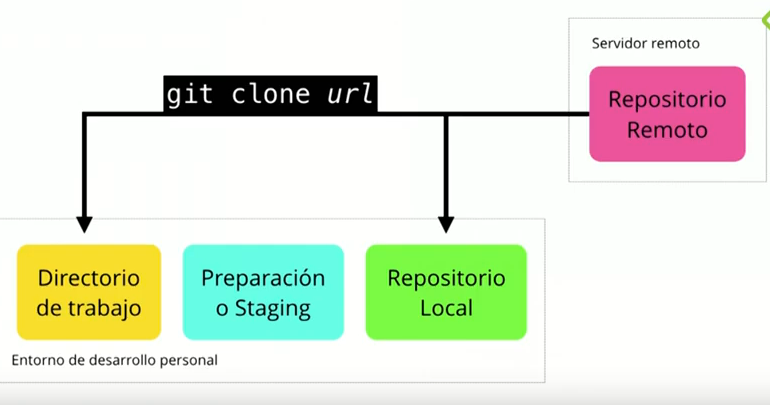 Servidor remoto
git clone url
Repositorio
Remoto
Directorio
de trabajo
Preparación
o Staging
Repositorio
Local
Entorno de desarrollo personal